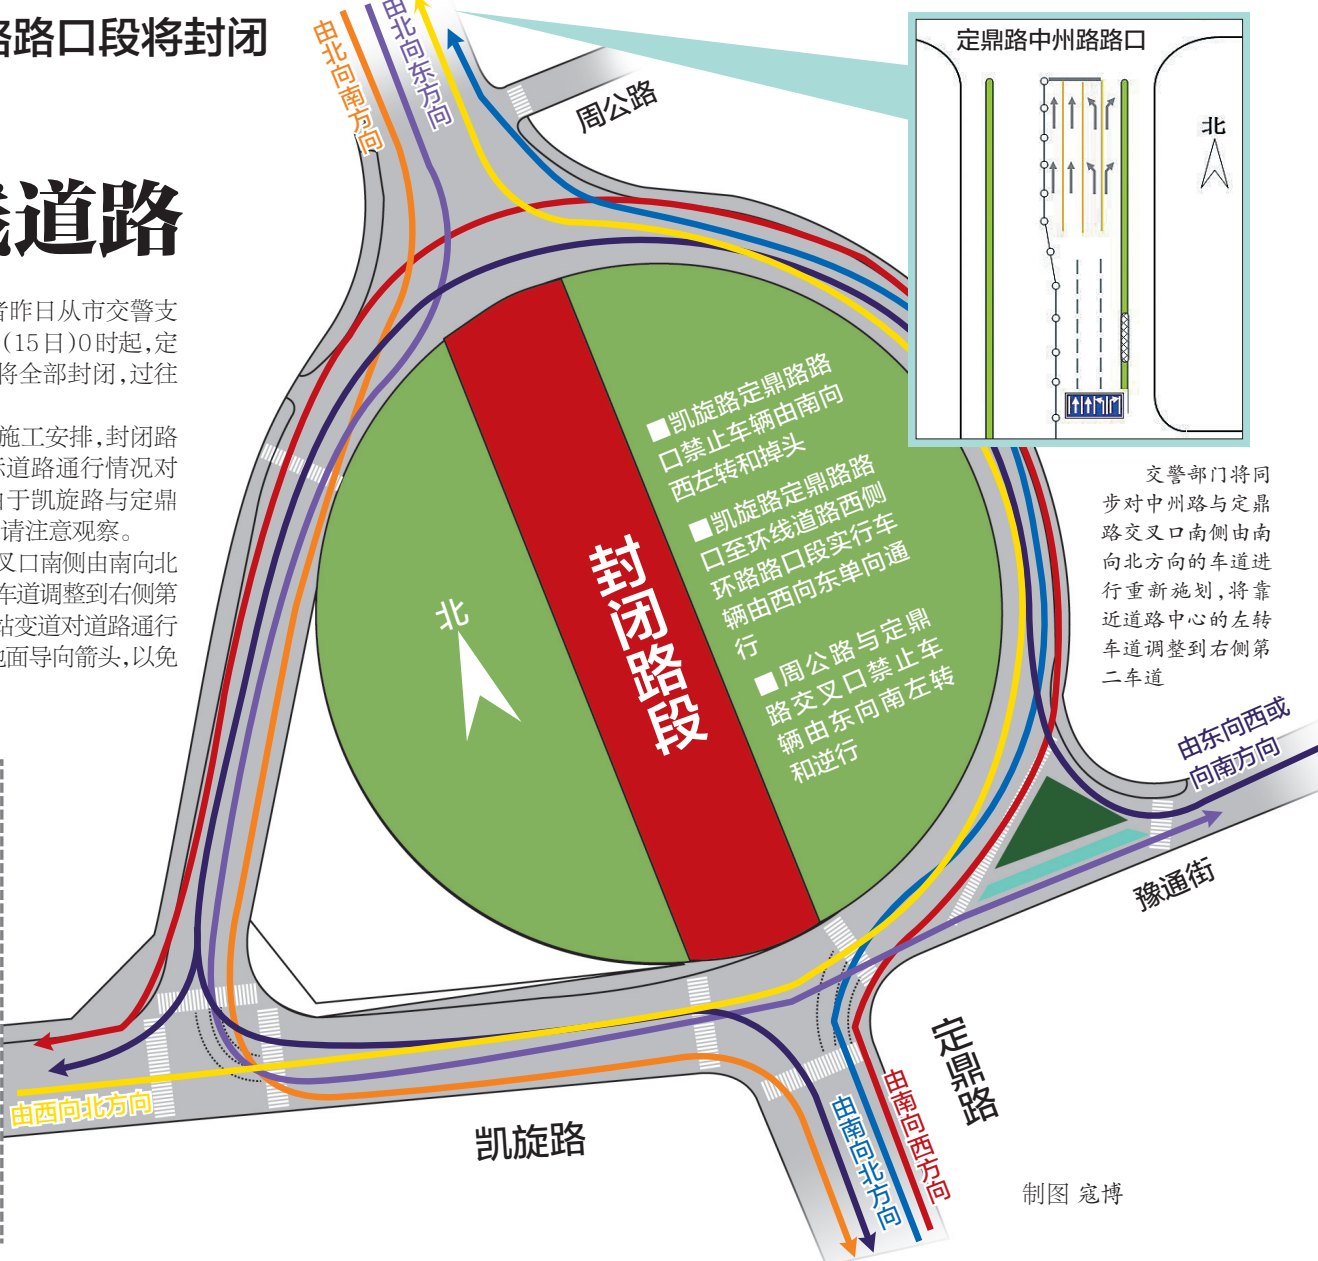 路路口段将封闭
线道路
者昨日从市交警支
(15日)0时起,定
将全部封闭,过往
施工安排,封闭路
示道路通行情况对
由于凯旋路与定鼎
请注意观察。
叉口南侧由南向北
车道调整到右侧第
站变道对道路通行
地面导向箭头,以免
由北向南方向
由北向东方向
周公路
定鼎路中州路路口
北
■凯旋路定鼎路路
口禁止车辆由南向
西左转和掉头
■凯旋路定鼎路路
口至环线道路西侧
环路路口段实行车
辆由西向东单向通
行
■周公路与定鼎
路交叉口禁止车
辆由东向南左转
和逆行
封闭路段
北
交警部门将同
步对中州路与定鼎
路交叉口南侧由南
向北方向的车道进
行重新施划,将靠
近道路中心的左转
车道调整到右侧第
二车道
由东向西或
向南方向
豫通街
定鼎路
由西向北方向
凯旋路
由南向北方向
由南向西方向
制图 寇博